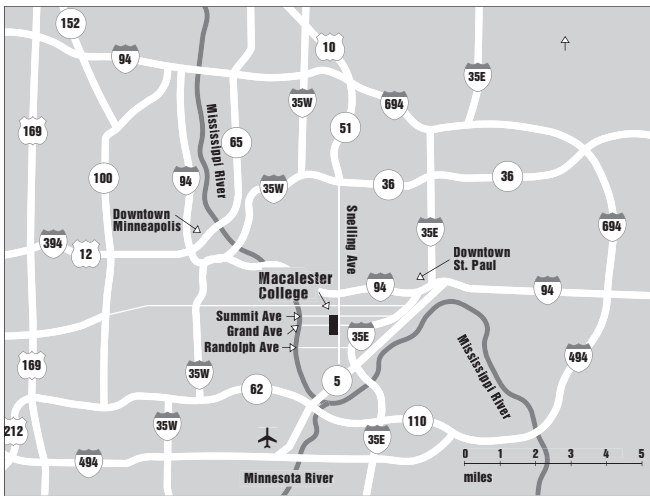 152
94
10
35W
35E
694
169
Mississippi River
65
51
100
94
35W
36
36
Downtown
Minneapolis
Snelling Ave
35E
694
394
12
Downtown
St. Paul
Macalester
College
94
94
Summit Ave
Grand Ave
Randolph Ave
35E
Mississippi River
494
169
35W
62
5
110
35W
35E
212
494
Minnesota River
0 1 2 3 4 5
miles